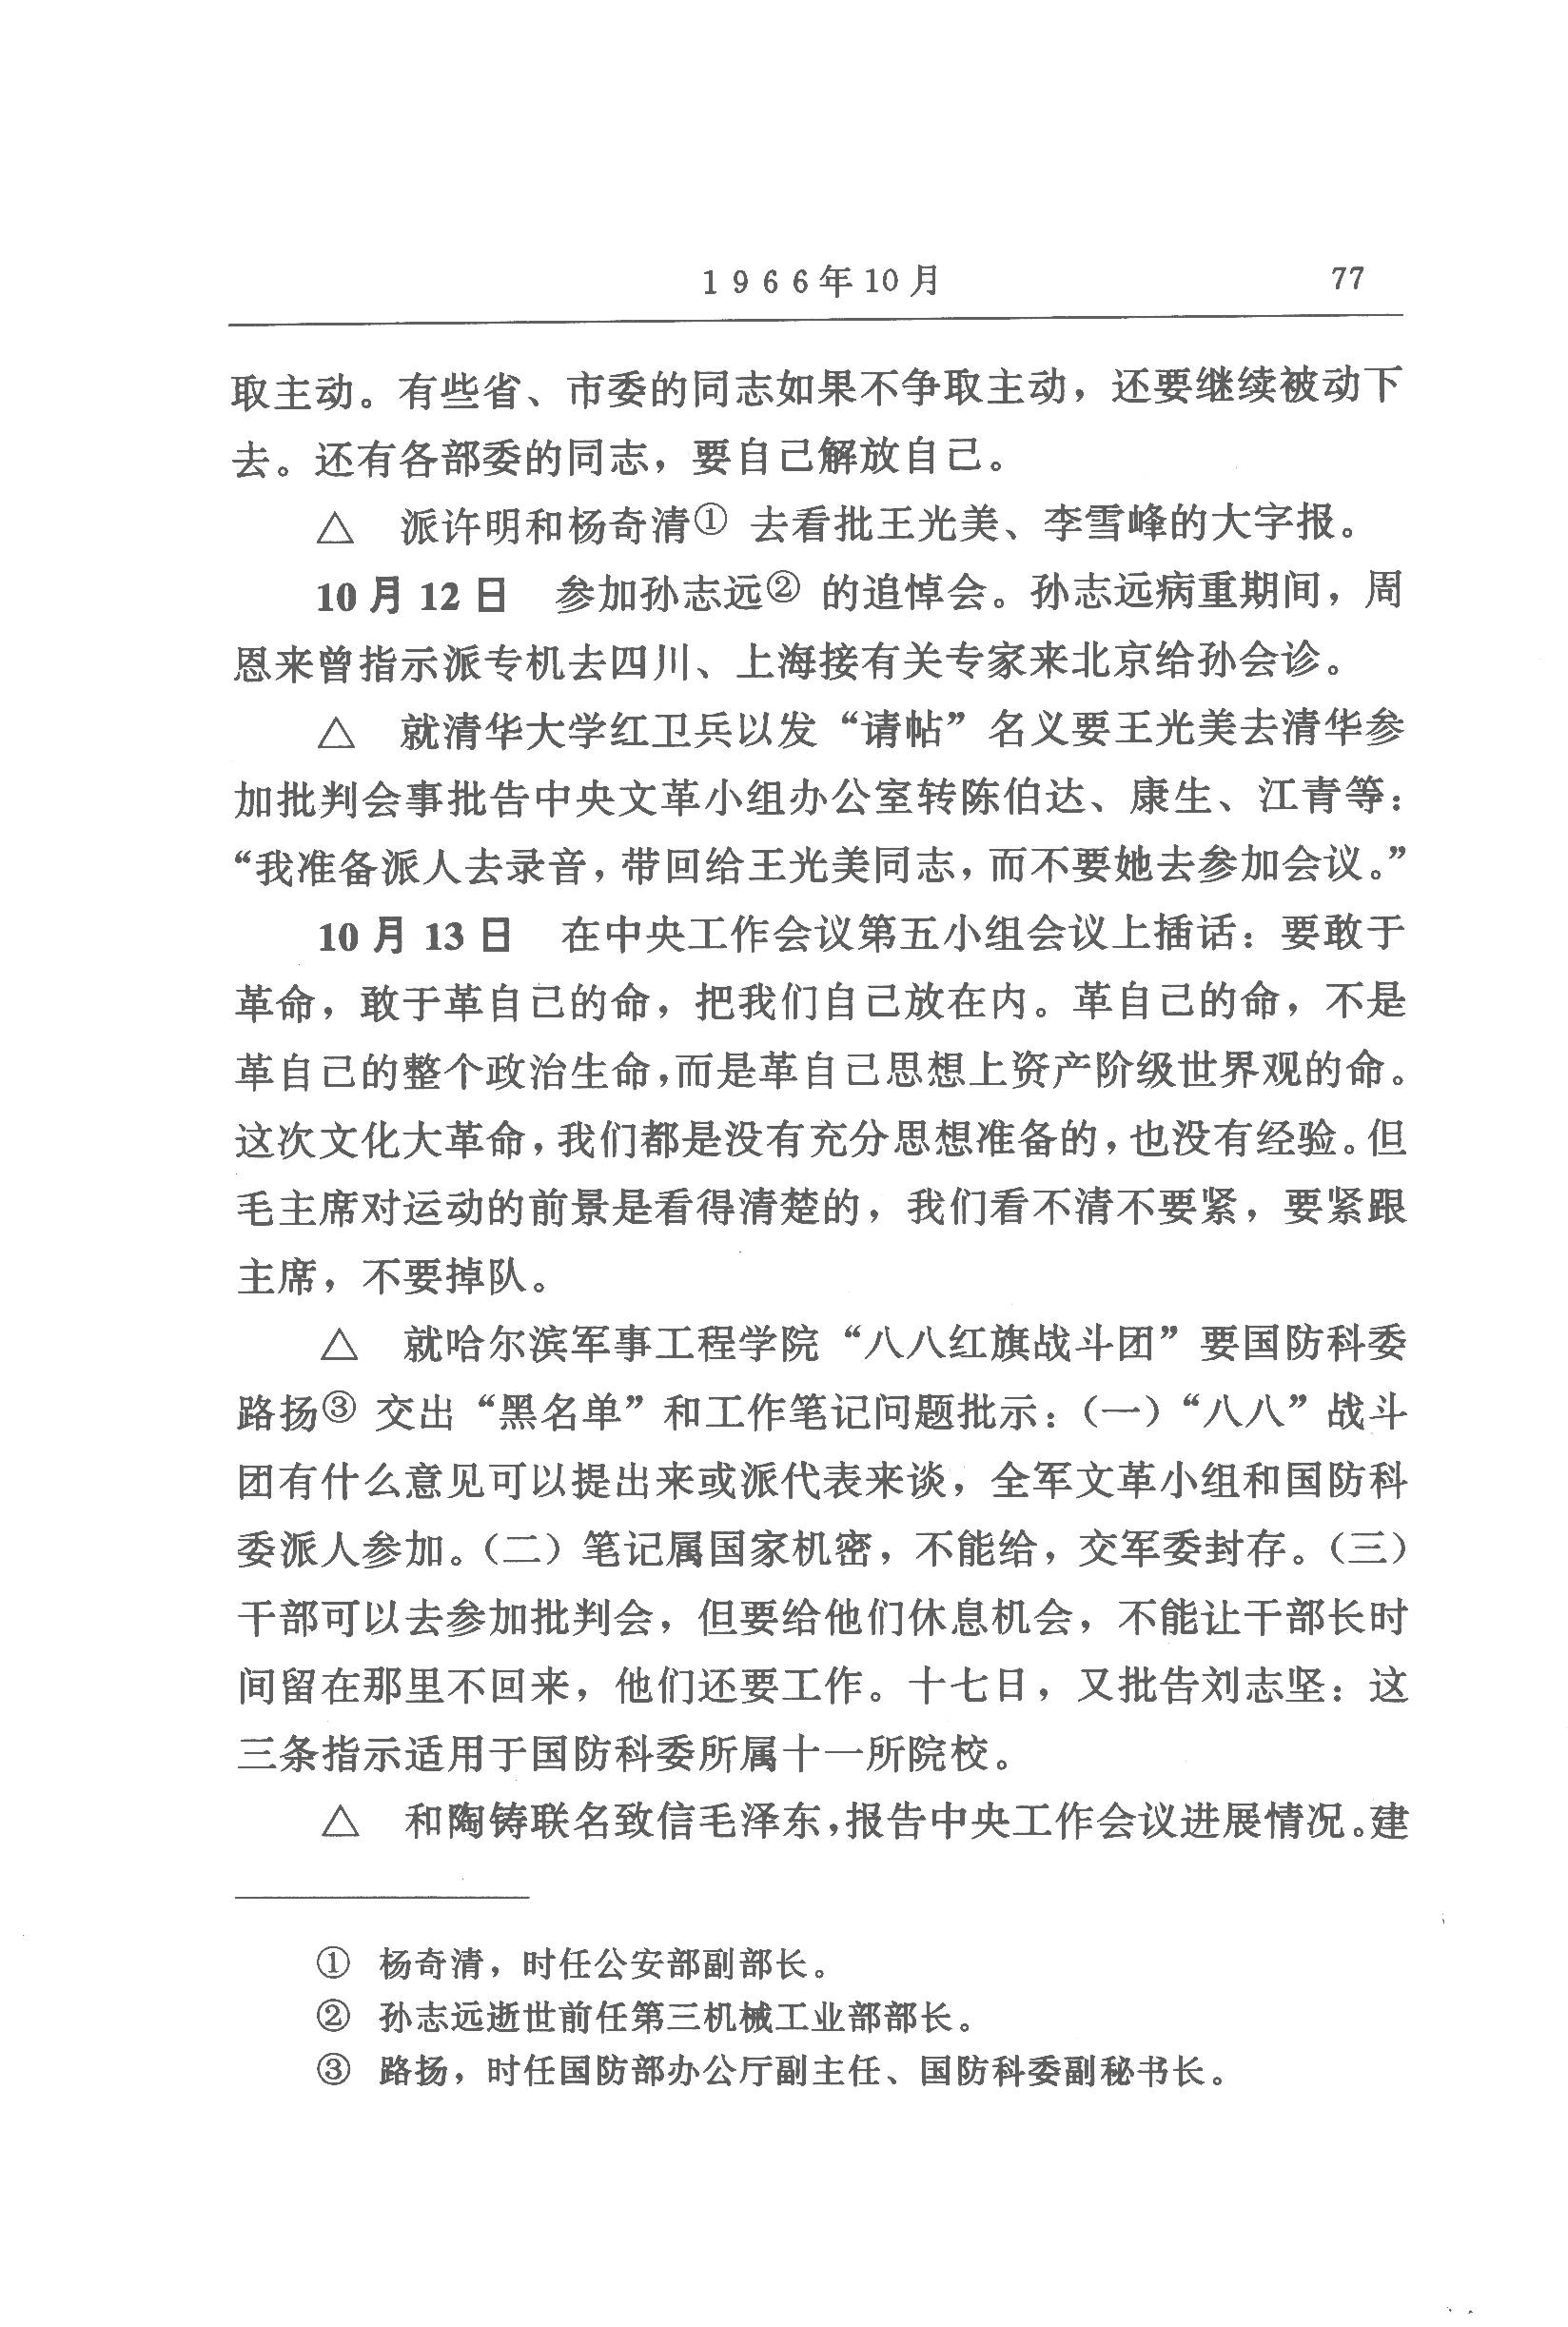 1966年10月 77
取主动。有些省、市委的同志如果不争取主动，还要继续被动下
去。还有各部委的同志，要自己解放自己。
△ 派许明和杨奇清① 去看批王光美、李雪峰的大字报。
10月12日 参加孙志远② 的追悼会。孙志远病重期间，周
恩来曾指示派专机去四川、上海接有关专家来北京给孙会诊。
△ 就清华大学红卫兵以发“请帖”名义要王光美去清华参
加批判会事批告中央文革小组办公室转陈伯达、康生、江青等：
“我准备派人去录音，带回给王光美同志，而不要她去参加会议。”
10月13日 在中央工作会议第五小组会议上插话：要敢于
革命，敢于革自己的命，把我们自己放在内。革自己的命，不是
革自己的整个政治生命，而是革自己思想上资产阶级世界观的命。
这次文化大革命，我们都是没有充分思想准备的，也没有经验。但
毛主席对运动的前景是看得清楚的，我们看不清不要紧，要紧跟
主席，不要掉队。
△ 就哈尔滨军事工程学院“八八红旗战斗团”要国防科委
路扬③ 交出“黑名单”和工作笔记问题批示：（一）“八八”战斗
团有什么意见可以提出来或派代表来谈，全军文革小组和国防科
委派人参加。（二）笔记属国家机密，不能给，交军委封存。（三）
干部可以去参加批判会，但要给他们休息机会，不能让干部长时
间留在那里不回来，他们还要工作。十七日，又批告刘志坚：这
三条指示适用于国防科委所属十一所院校。
△ 和陶铸联名致信毛泽东，报告中央工作会议进展情况。建
① 杨奇清，时任公安部副部长。
② 孙志远逝世前任第三机械工业部部长。
③ 路扬，时任国防部办公厅副主任、国防科委副秘书长。